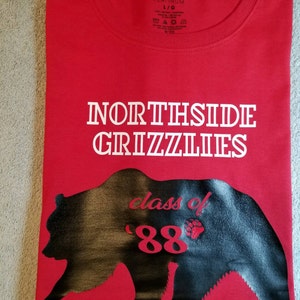 L/G
NORTHSIDE
GRIZZLIES
class of
'88